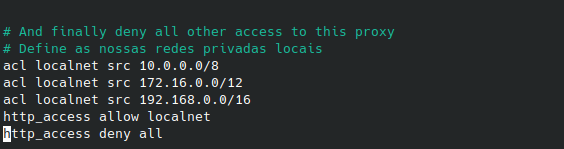 # And finally deny all other access to this proxy
# Define as nossas redes privadas locais
acl localnet src 10.0.0.0/8
acl localnet src 172.16.0.0/12
acl localnet src 192.168.0.0/16
http_access allow localnet
http_access deny all